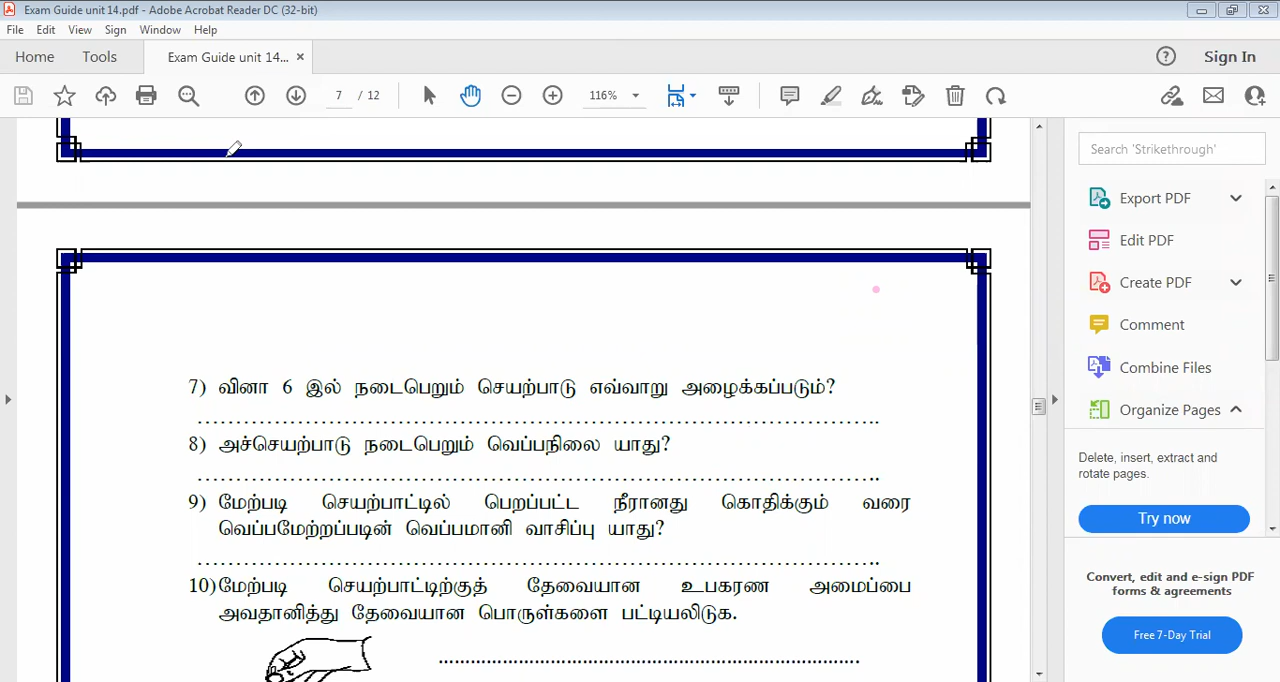 Exam Guide unit 14.pdf - Adobe Acrobat Reader DC (32-bit)
File Edit View Sign Window Help
Home Tools Exam Guide unit 14... × Sign In
7 / 12 116%
Search 'Strikethrough'
Export PDF
Edit PDF
Create PDF
Comment
Combine Files
Organize Pages
Delete, insert, extract and
rotate pages.
Try now
Convert, edit and e-sign PDF
forms & agreements
Free 7-Day Trial
7) வினா 6 இல் நடைபெறும் செயற்பாடு எவ்வாறு அழைக்கப்படும்?
………………………………………………………………………..
8) அச்செயற்பாடு நடைபெறும் வெப்பநிலை யாது?
………………………………………………………………………..
9) மேற்படி செயற்பாட்டில் பெறப்பட்ட நீரானது கொதிக்கும் வரை
வெப்பமேற்றப்படின் வெப்பமானி வாசிப்பு யாது?
………………………………………………………………………..
10)மேற்படி செயற்பாட்டிற்குத் தேவையான உபகரண அமைப்பை
அவதானித்து தேவையான பொருள்களை பட்டியலிடுக.
................................................................................